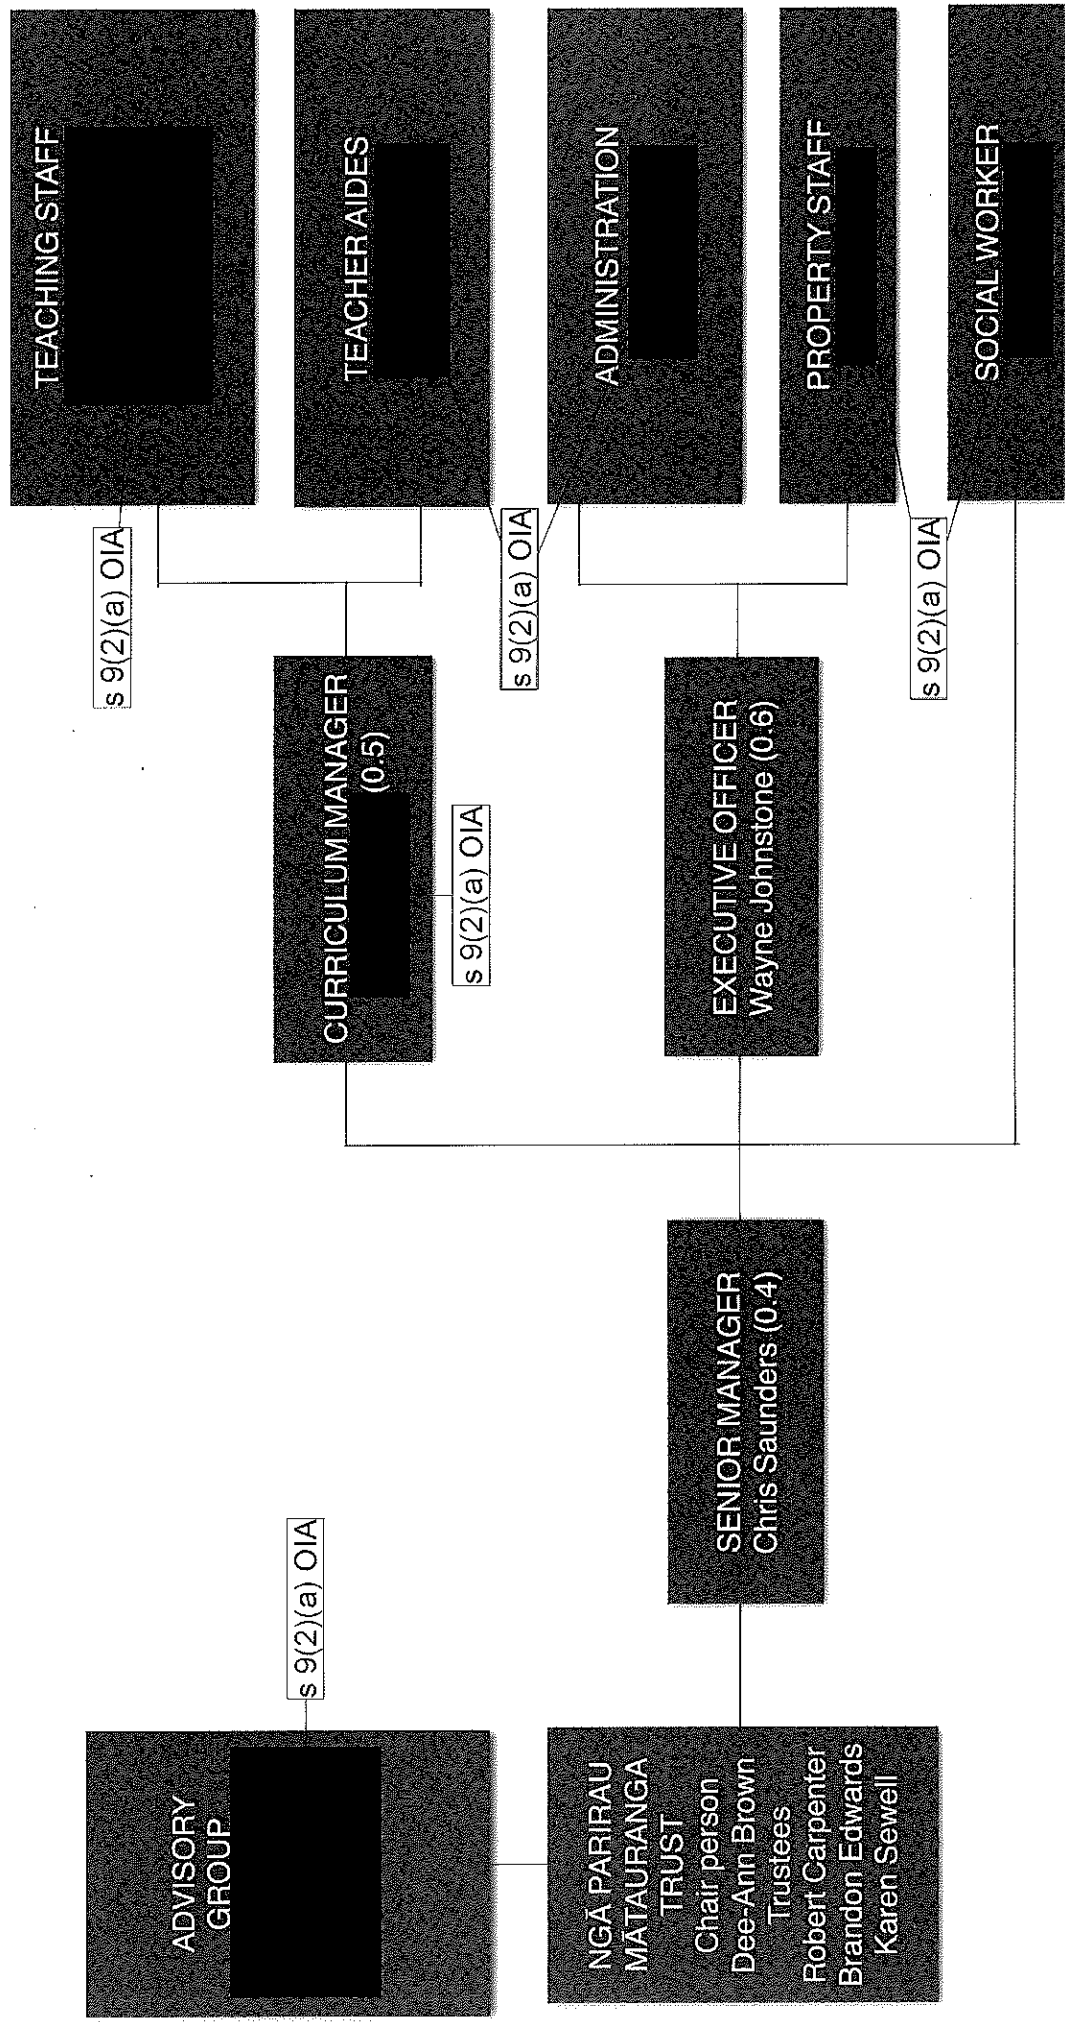 ADVISORY
GROUP
s 9(2)(a) OIA
NGĀ PARIRAU
MĀTAURANGA
TRUST
Chair person
Dee-Ann Brown
Trustees
Robert Carpenter
Brandon Edwards
Karen Sewell
SENIOR MANAGER
Chris Saunders (0.4)
CURRICULUM MANAGER
(0.5)
s 9(2)(a) OIA
EXECUTIVE OFFICER
Wayne Johnstone (0.6)
s 9(2)(a) OIA
TEACHING STAFF
TEACHER AIDES
s 9(2)(a) OIA
ADMINISTRATION
PROPERTY STAFF
s 9(2)(a) OIA
SOCIAL WORKER